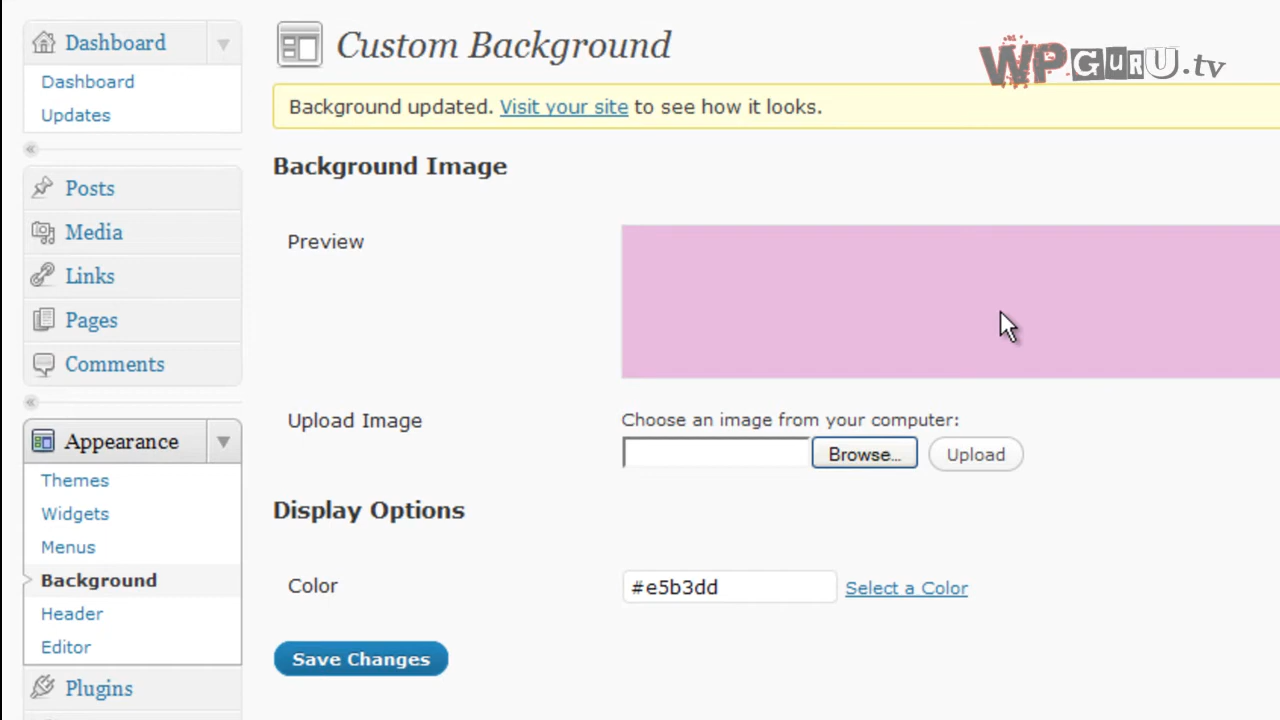 Dashboard
Dashboard
Updates
Posts
Media
Links
Pages
Comments
Appearance
Themes
Widgets
Menus
Background
Header
Editor
Plugins
Custom Background
WPGURU.tv
Background updated. Visit your site to see how it looks.
Background Image
Preview
Upload Image
Choose an image from your computer:
Browse... Upload
Display Options
Color #e5b3dd Select a Color
Save Changes